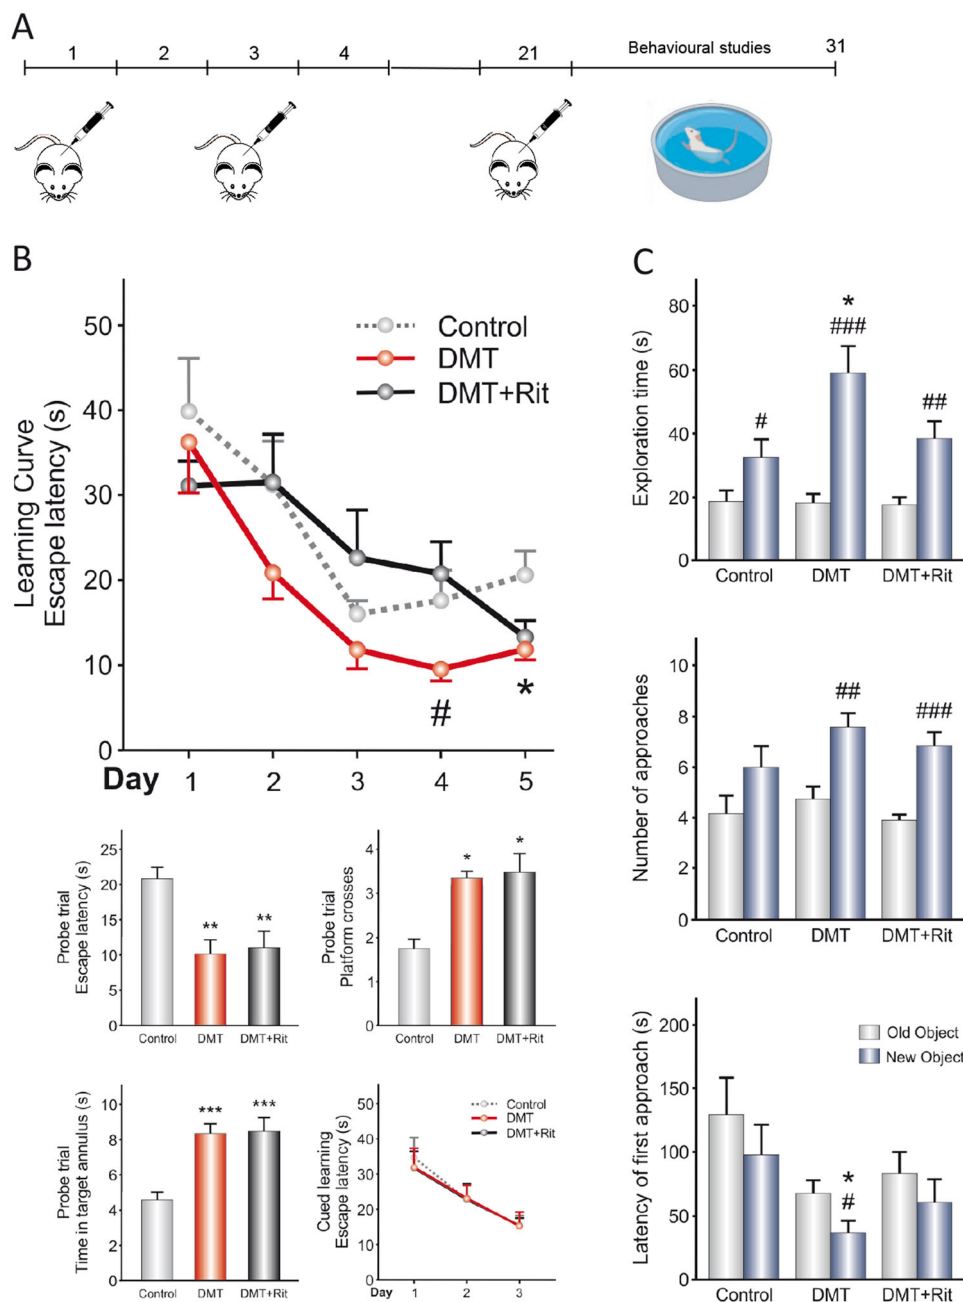 A
1 2 3 4 21 Behavioural studies 31
B
Learning Curve
Escape latency (s)
50
40
30
20
10
0
Control
DMT
DMT+Rit
#
*
Day 1 2 3 4 5
Probe trial
Escape latency (s)
25
20
15
10
5
0
**
**
Control DMT DMT+Rit
Probe trial
Platform crosses
4
3
2
1
0
*
*
Control DMT DMT+Rit
Probe trial
Time in target annulus (s)
10
8
6
4
2
0
***
***
Control DMT DMT+Rit
Cued learning
Escape latency (s)
50
40
30
20
10
0
Control
DMT
DMT+Rit
Day 1 2 3
C
Exploration time (s)
80
60
40
20
0
#
*
###
##
Control DMT DMT+Rit
Number of approaches
10
8
6
4
2
0
##
###
Control DMT DMT+Rit
Latency of first approach (s)
200
150
100
50
0
Old Object
New Object
*
#
Control DMT DMT+Rit